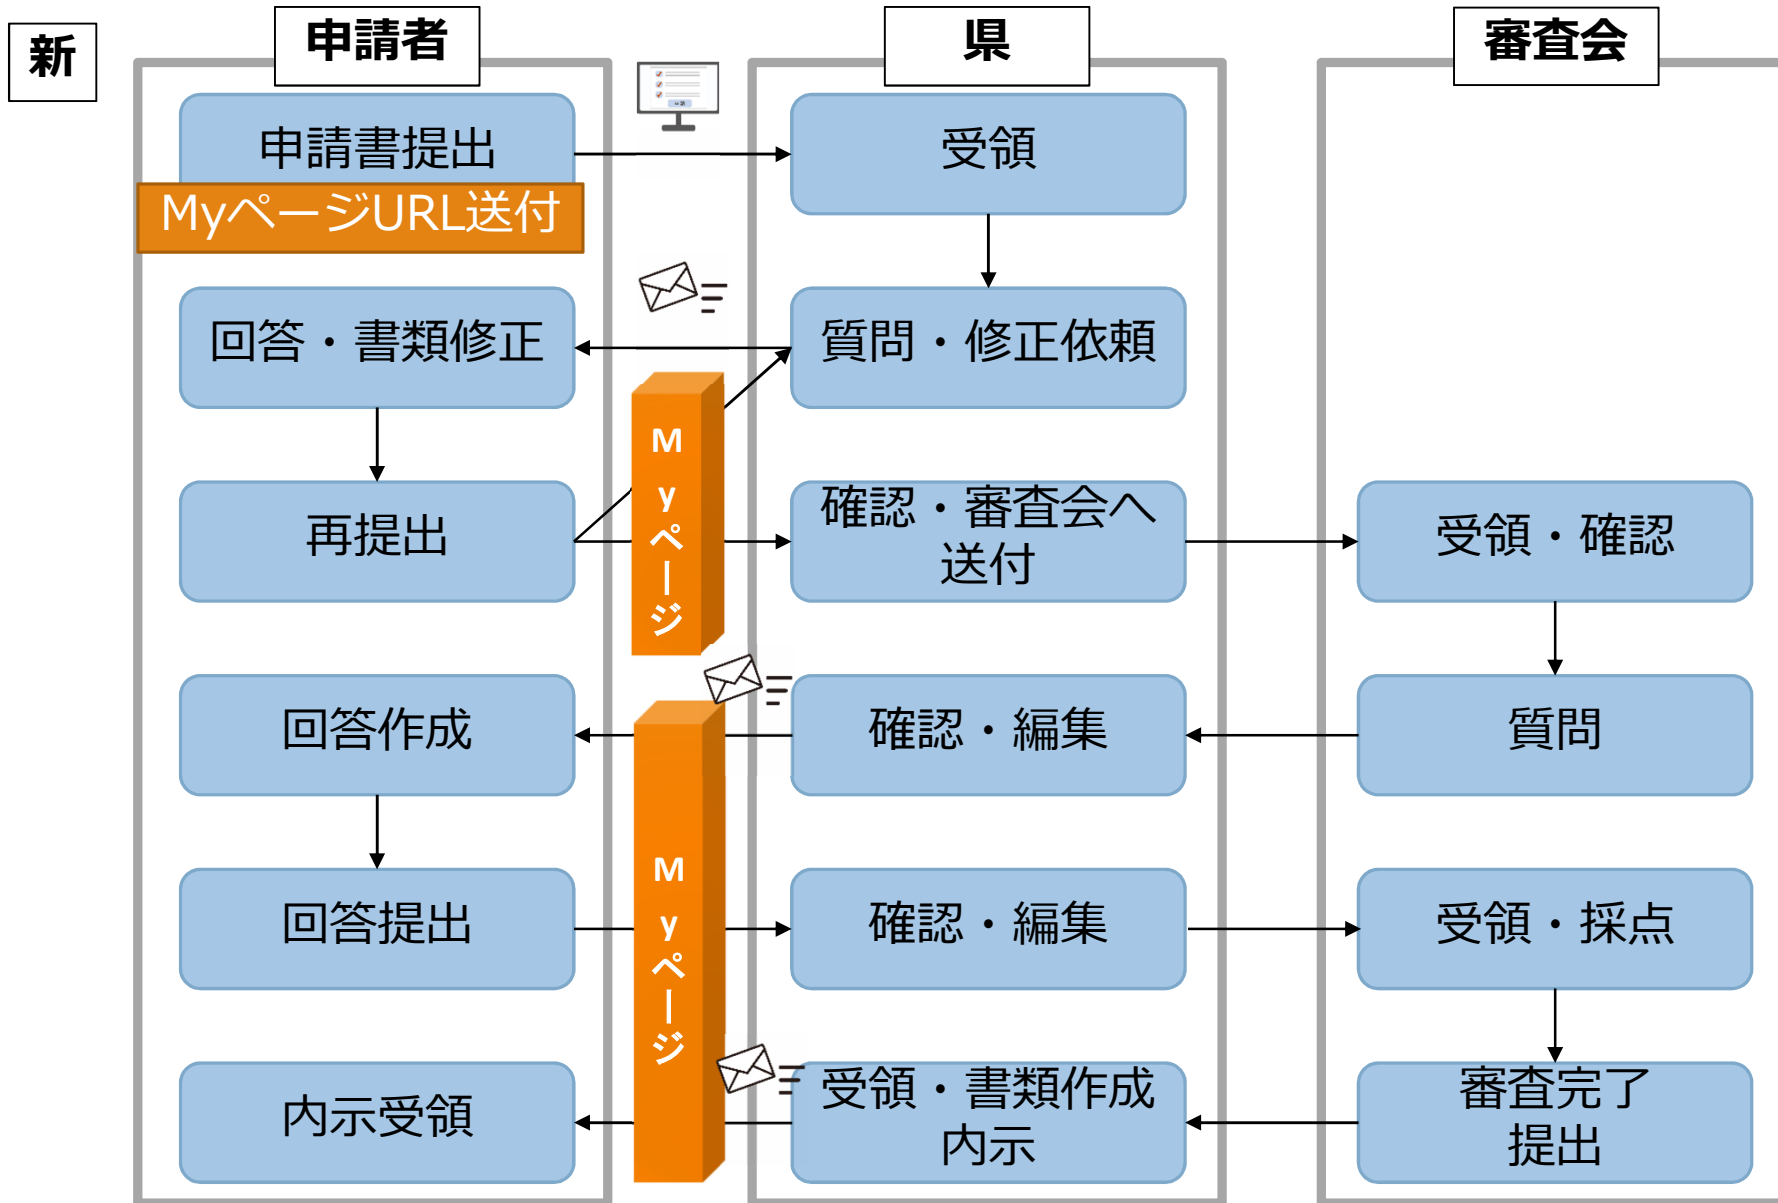 新
申請者
県
審査会
申請書提出
受領
MyページURL送付
回答・書類修正
質問・修正依頼
再提出
Myページ
確認・審査会へ
送付
受領・確認
回答作成
確認・編集
質問
回答提出
Myページ
確認・編集
受領・採点
内示受領
受領・書類作成
内示
審査完了
提出